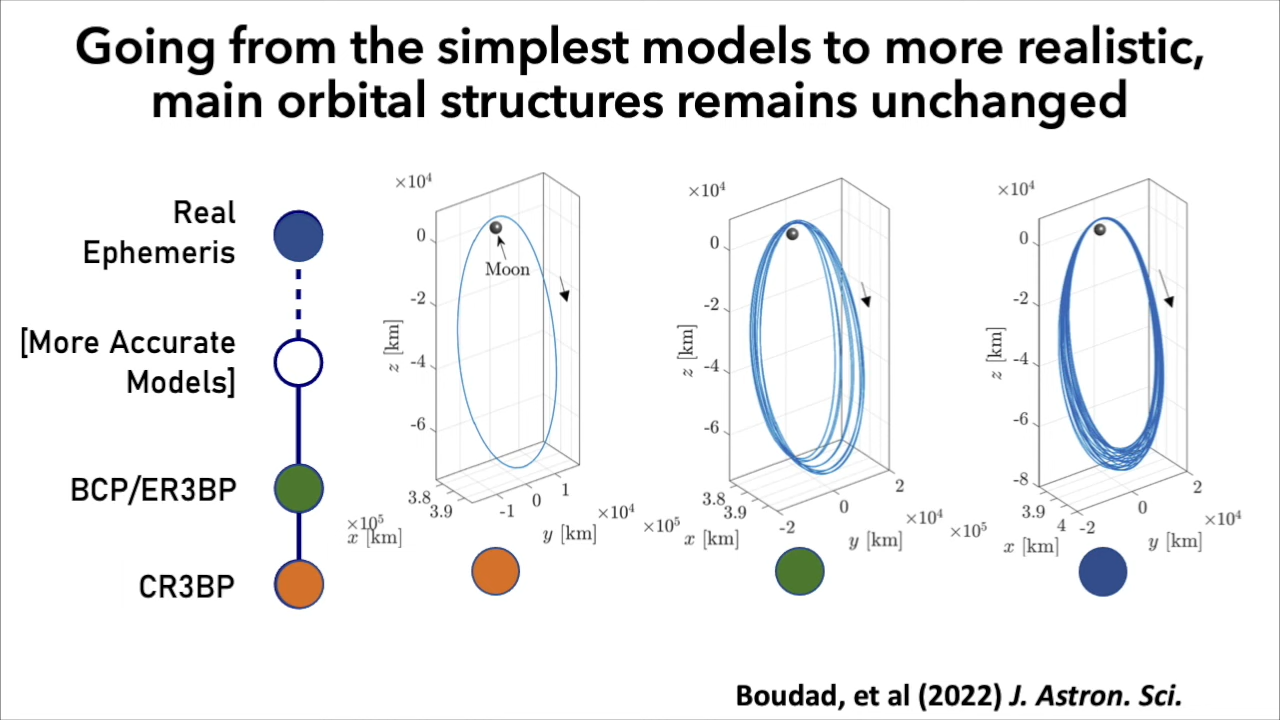 Going from the simplest models to more realistic,
main orbital structures remains unchanged
Real
Ephemeris
[More Accurate
Models]
BCP/ER3BP
CR3BP
×10⁴
0
-2
-4
-6
z [km]
Moon
3.8
3.9
×10⁵
x [km]
-1
0
1
×10⁴
y [km]
×10⁴
0
-2
-4
-6
z [km]
3.8
3.9
×10⁵
x [km]
-2
0
2
×10⁴
y [km]
×10⁴
0
-2
-4
-6
-8
z [km]
3.9
4
×10⁵
x [km]
-2
0
2
×10⁴
y [km]
Boudad, et al (2022) J. Astron. Sci.